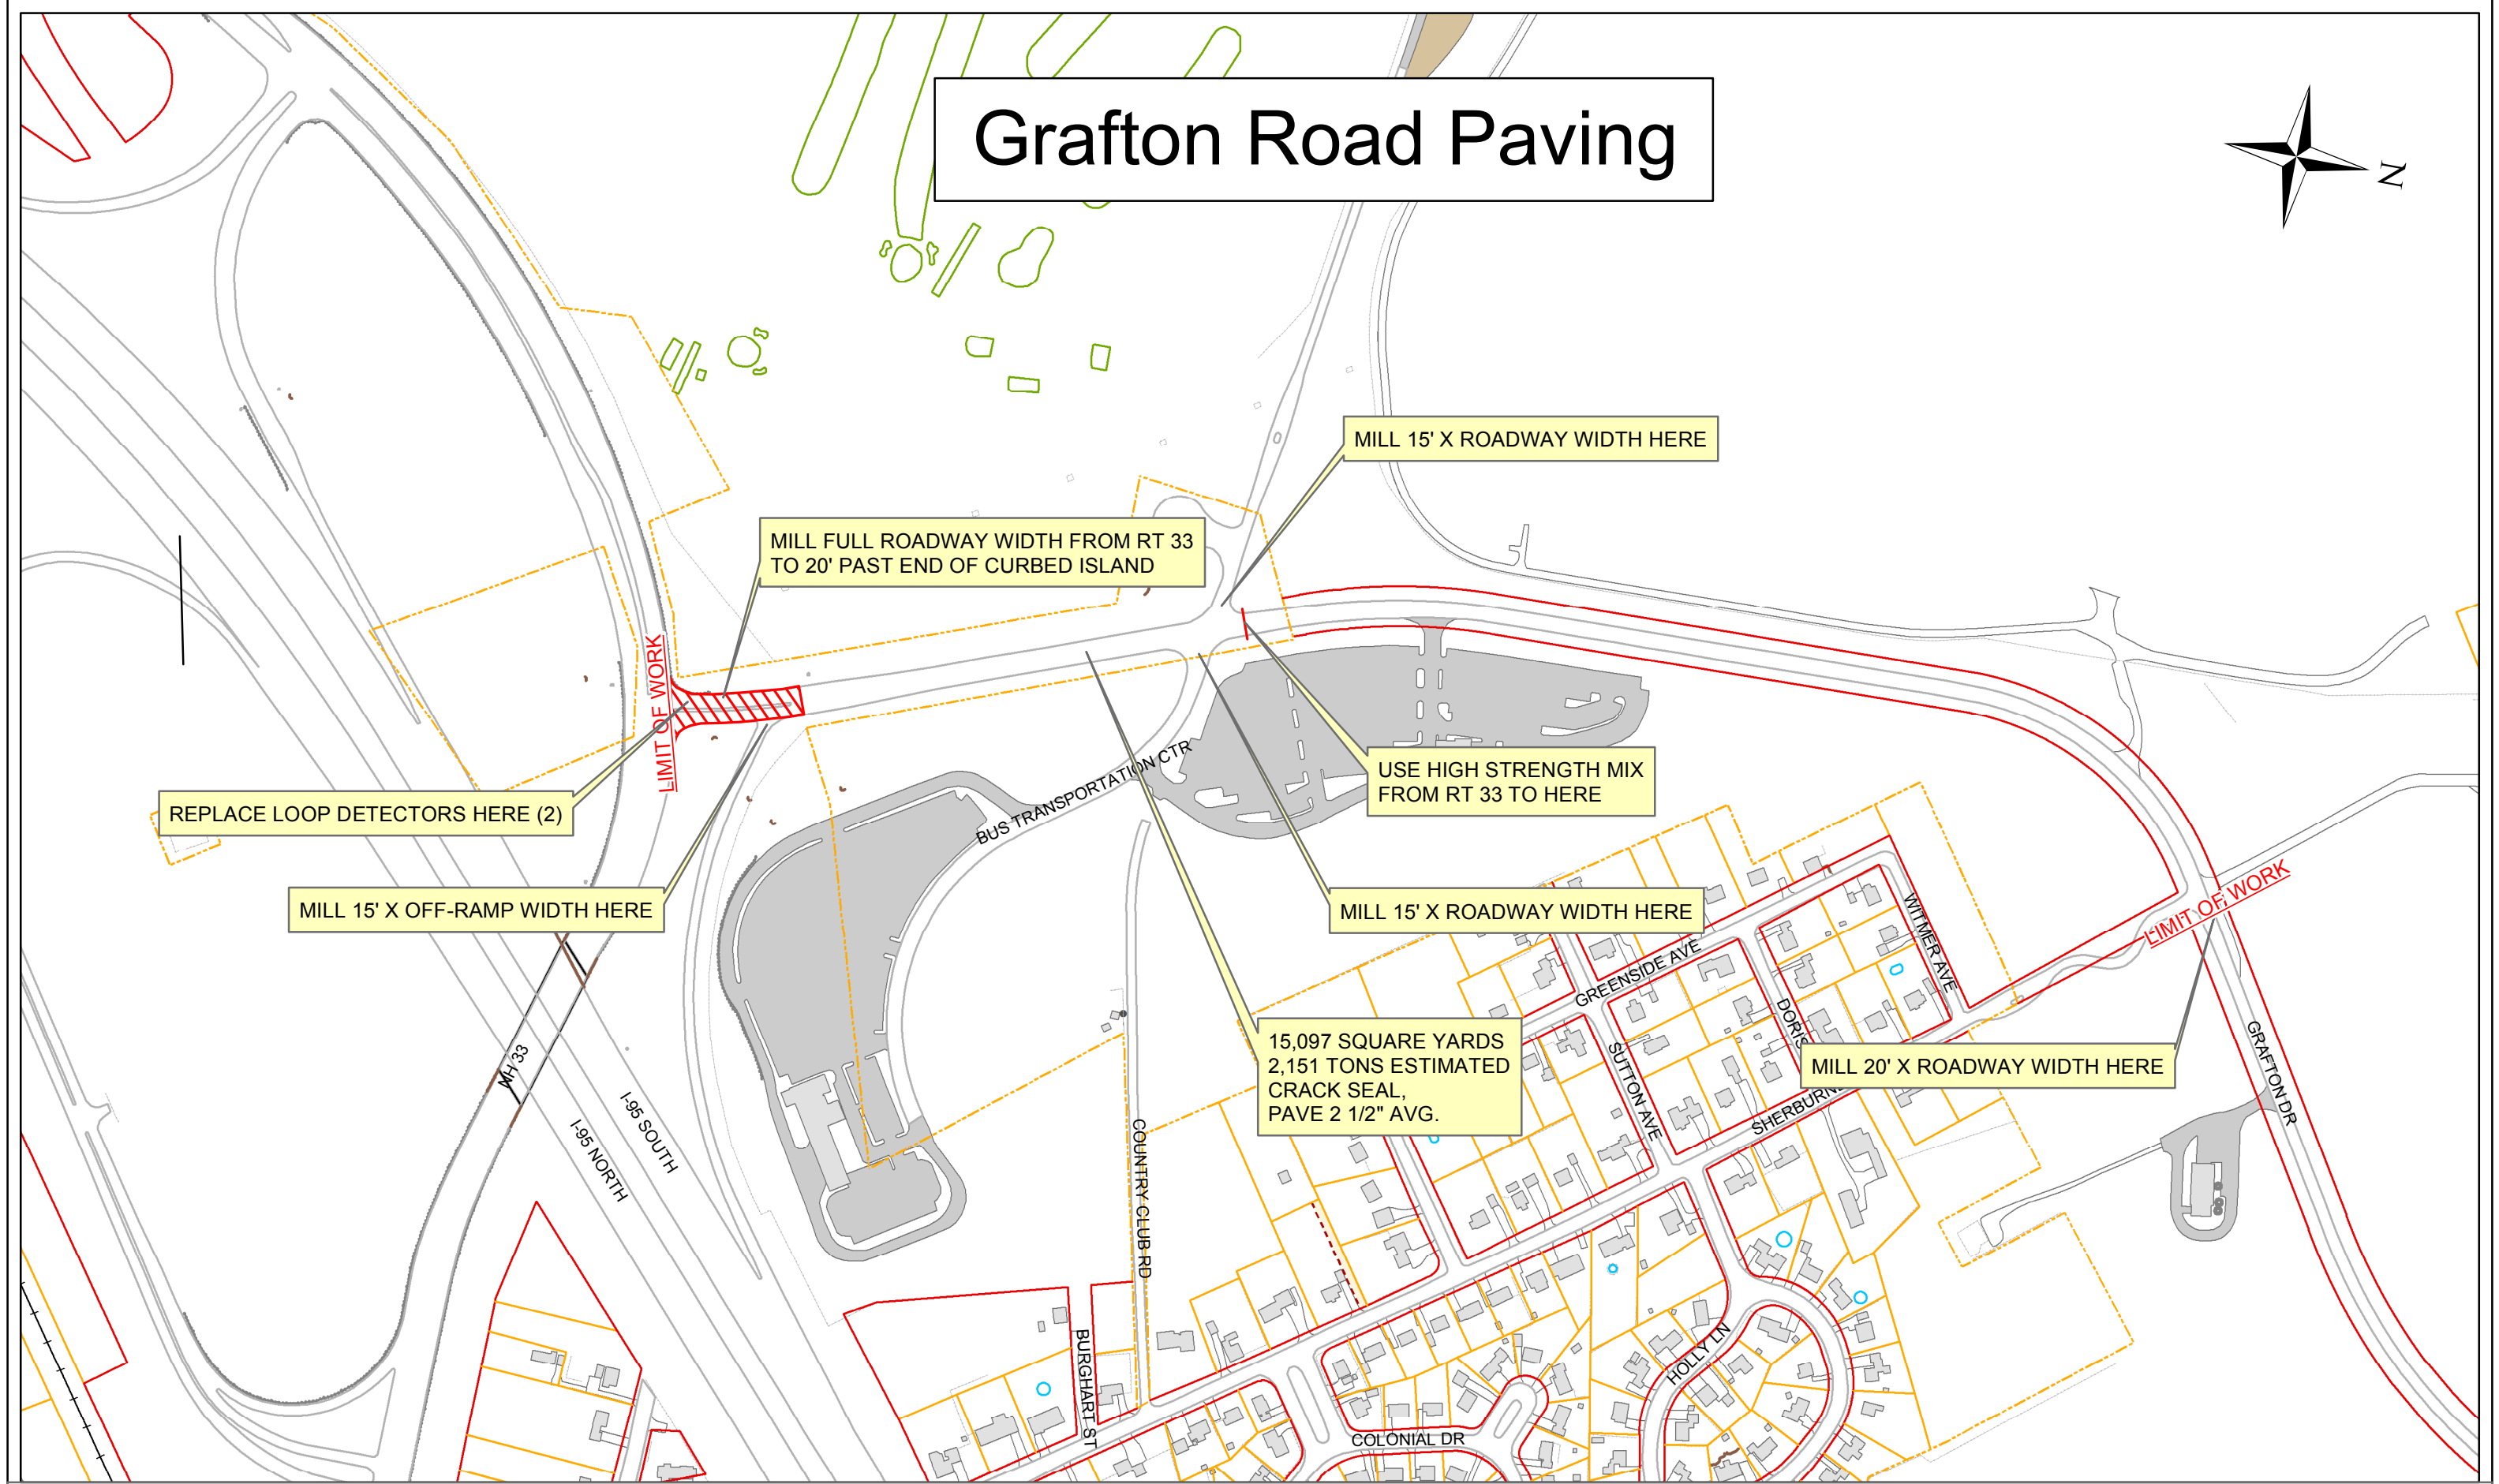 Grafton Road Paving
N
MILL 15' X ROADWAY WIDTH HERE
MILL FULL ROADWAY WIDTH FROM RT 33
TO 20' PAST END OF CURBED ISLAND
LIMIT OF WORK
USE HIGH STRENGTH MIX
FROM RT 33 TO HERE
REPLACE LOOP DETECTORS HERE (2)
BUS TRANSPORTATION CTR
MILL 15' X OFF-RAMP WIDTH HERE
MILL 15' X ROADWAY WIDTH HERE
LIMIT OF WORK
WITMER AVE
GREENSIDE AVE
DORIS
SUTTON AVE
15,097 SQUARE YARDS
2,151 TONS ESTIMATED
CRACK SEAL,
PAVE 2 1/2" AVG.
MILL 20' X ROADWAY WIDTH HERE
GRAFTON DR
SHERBURN
NH 33
I-95 NORTH
I-95 SOUTH
COUNTRY CLUB RD
BURGHART ST
HOLLY LN
COLONIAL DR